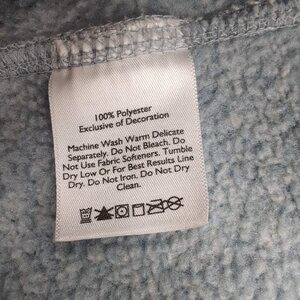 100% Polyester
Exclusive of Decoration
Machine Wash Warm Delicate
Separately. Do Not Bleach. Do
Not Use Fabric Softeners. Tumble
Dry Low Or For Best Results Line
Dry. Do Not Iron. Do Not Dry
Clean.